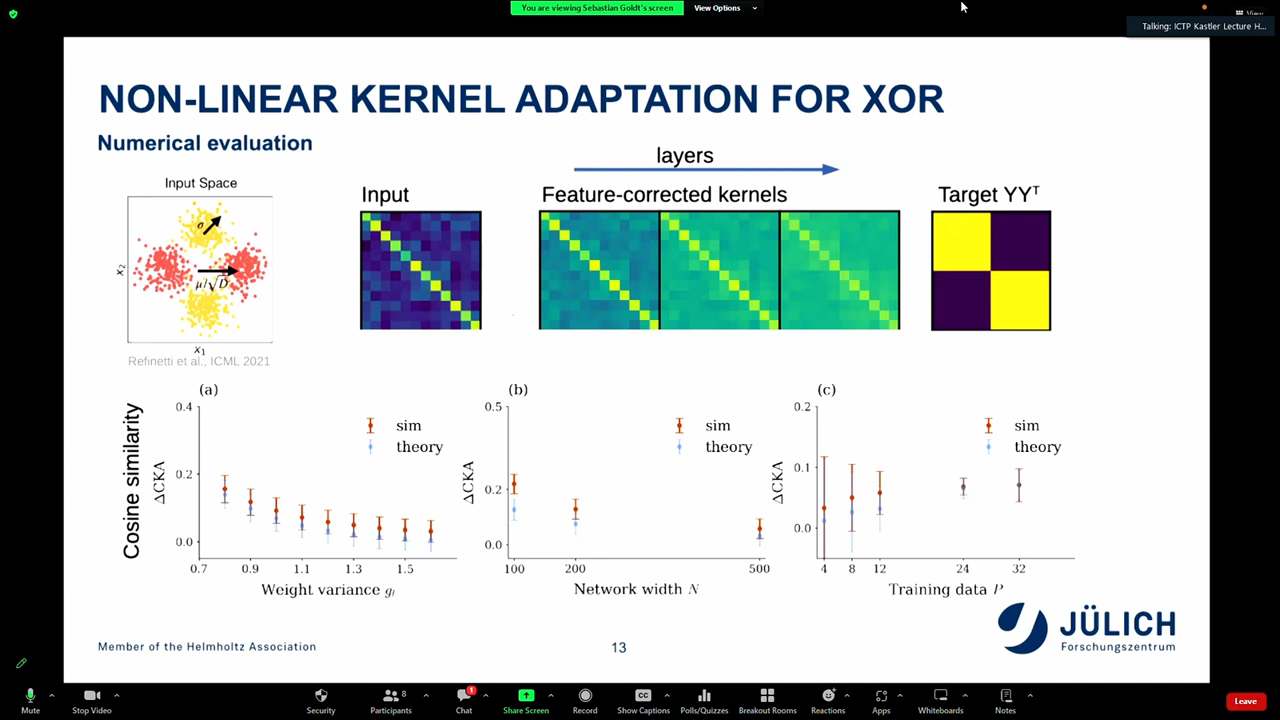 You are viewing Sebastian Goldt's screen
View Options
View
Talking: ICTP Kastler Lecture H...
NON-LINEAR KERNEL ADAPTATION FOR XOR
Numerical evaluation
layers
Input Space
Input
Feature-corrected kernels
Target YYᵀ
σ
μ/√D
x₂
x₁
Refinetti et al., ICML 2021
(a)
(b)
(c)
Cosine similarity
ΔCKA
0.4
0.2
0.0
sim
theory
0.7 0.9 1.1 1.3 1.5
Weight variance gₗ
ΔCKA
0.5
0.2
0.0
sim
theory
100 200 500
Network width N
ΔCKA
0.2
0.1
0.0
sim
theory
4 8 12 24 32
Training data P
JÜLICH
Forschungszentrum
Member of the Helmholtz Association
13
Mute
Stop Video
Security
8
Participants
1
Chat
Share Screen
Record
CC
Show Captions
Polls/Quizzes
Breakout Rooms
Reactions
Apps
Whiteboards
Notes
Leave